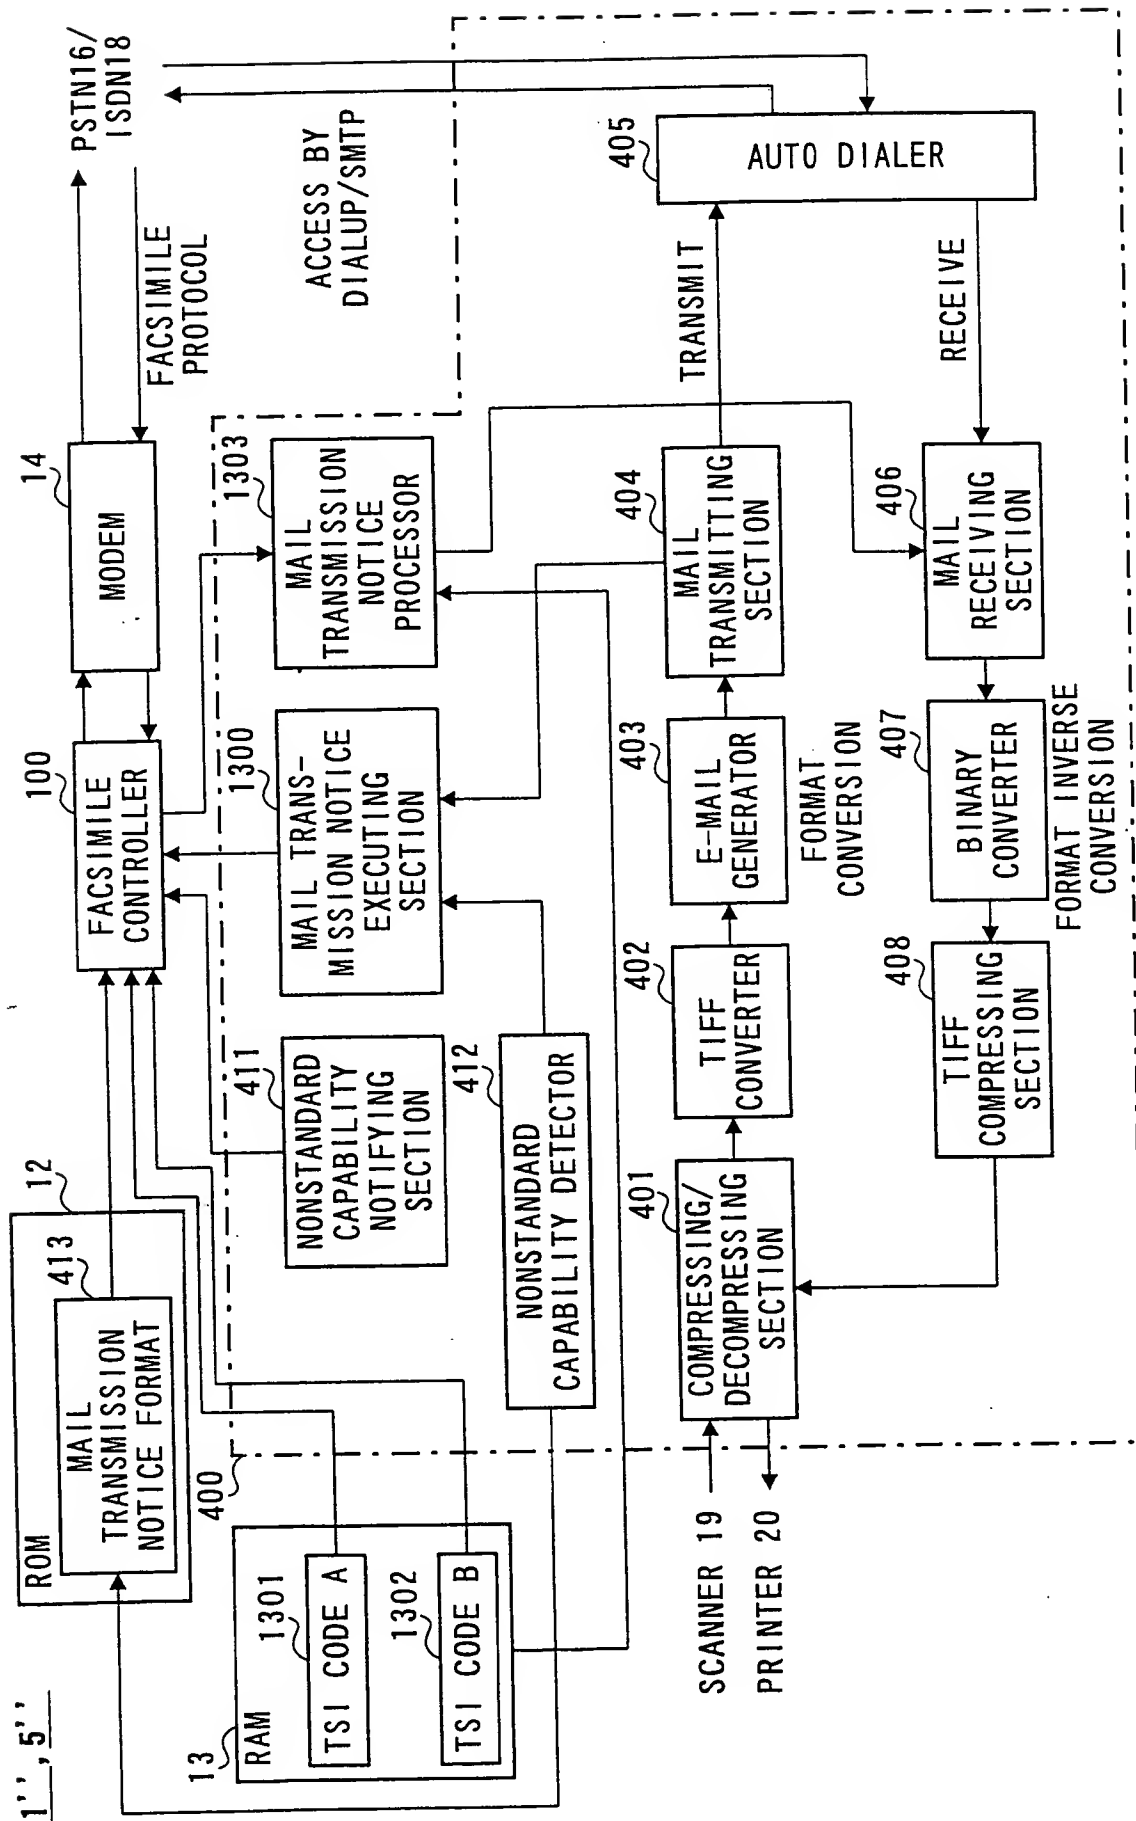 1'', 5''
ROM
12
413
MAIL
TRANSMISSION
NOTICE FORMAT
100
FACSIMILE
CONTROLLER
14
MODEM
PSTN16/
ISDN18
FACSIMILE
PROTOCOL
ACCESS BY
DIALUP/SMTP
13
RAM
1301
TSI CODE A
1302
TSI CODE B
400
411
NONSTANDARD
CAPABILITY
NOTIFYING
SECTION
412
NONSTANDARD
CAPABILITY DETECTOR
1300
MAIL TRANS-
MISSION NOTICE
EXECUTING
SECTION
1303
MAIL
TRANSMISSION
NOTICE
PROCESSOR
SCANNER 19
PRINTER 20
401
COMPRESSING/
DECOMPRESSING
SECTION
402
TIFF
CONVERTER
403
E-MAIL
GENERATOR
FORMAT
CONVERSION
404
MAIL
TRANSMITTING
SECTION
TRANSMIT
405
AUTO DIALER
RECEIVE
406
MAIL
RECEIVING
SECTION
407
BINARY
CONVERTER
FORMAT INVERSE
CONVERSION
408
TIFF
COMPRESSING
SECTION